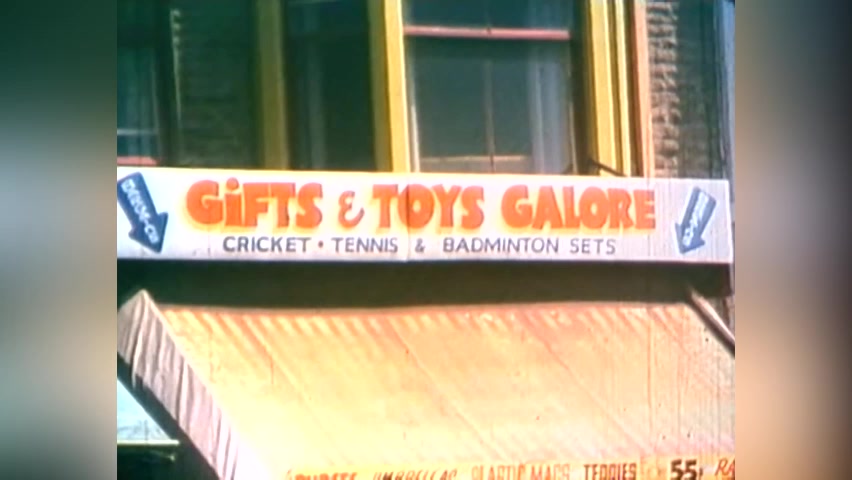 GiFTS & TOYS GALORE
CRICKET • TENNIS & BADMINTON SETS
UMBRELLAS PLASTIC MACS TEDDIES 55